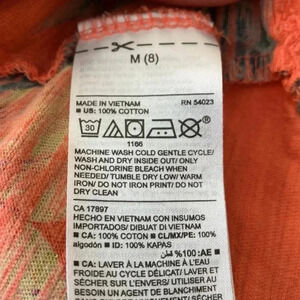 M (8)
MADE IN VIETNAM RN 54023
■ US: 100% COTTON
30
1166
MACHINE WASH COLD GENTLE CYCLE/
WASH AND DRY INSIDE OUT/ ONLY
NON-CHLORINE BLEACH WHEN
NEEDED/ TUMBLE DRY LOW/ WARM
IRON/ DO NOT IRON PRINT/ DO NOT
DRY CLEAN
CA 17897
HECHO EN VIETNAM CON INSUMOS
IMPORTADOS/ DIBUAT DI VIETNAM
■ CA: 100% COTON ■ CL/MX/PE: 100%
algodón ■ ID: 100% KAPAS
■ CA: LAVER À LA MACHINE À L'EAU
FROIDE AU CYCLE DÉLICAT/ LAVER ET
SÉCHER SUR L'ENVERS/ UTILISER AU
BESOIN UN AGENT DE BLANCHIMENT